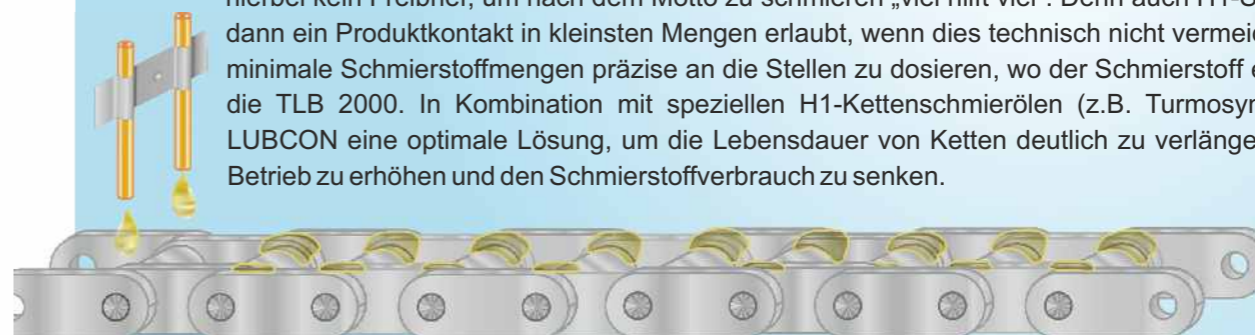 dann ein Produktkontakt in kleinsten Mengen erlaubt, wenn dies technisch nicht
minimale Schmierstoffmengen präzise an die Stellen zu dosieren, wo der Schmierstoff
die TLB 2000. In Kombination mit speziellen H1-Kettenschmierölen (z.B.
LUBCON eine optimale Lösung, um die Lebensdauer von Ketten deutlich zu
Betrieb zu erhöhen und den Schmierstoffverbrauch zu senken.